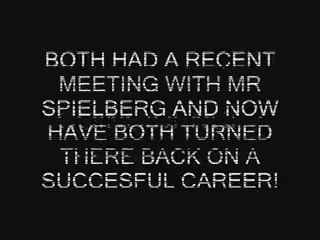 BOTH HAD A RECENT
MEETING WITH MR
SPIELBERG AND NOW
HAVE BOTH TURNED
THERE BACK ON A
SUCCESFUL CAREER!